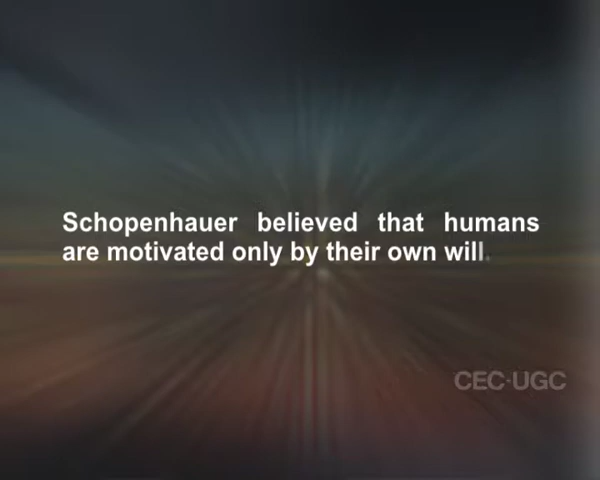 Schopenhauer believed that humans
are motivated only by their own will.
CEC-UGC